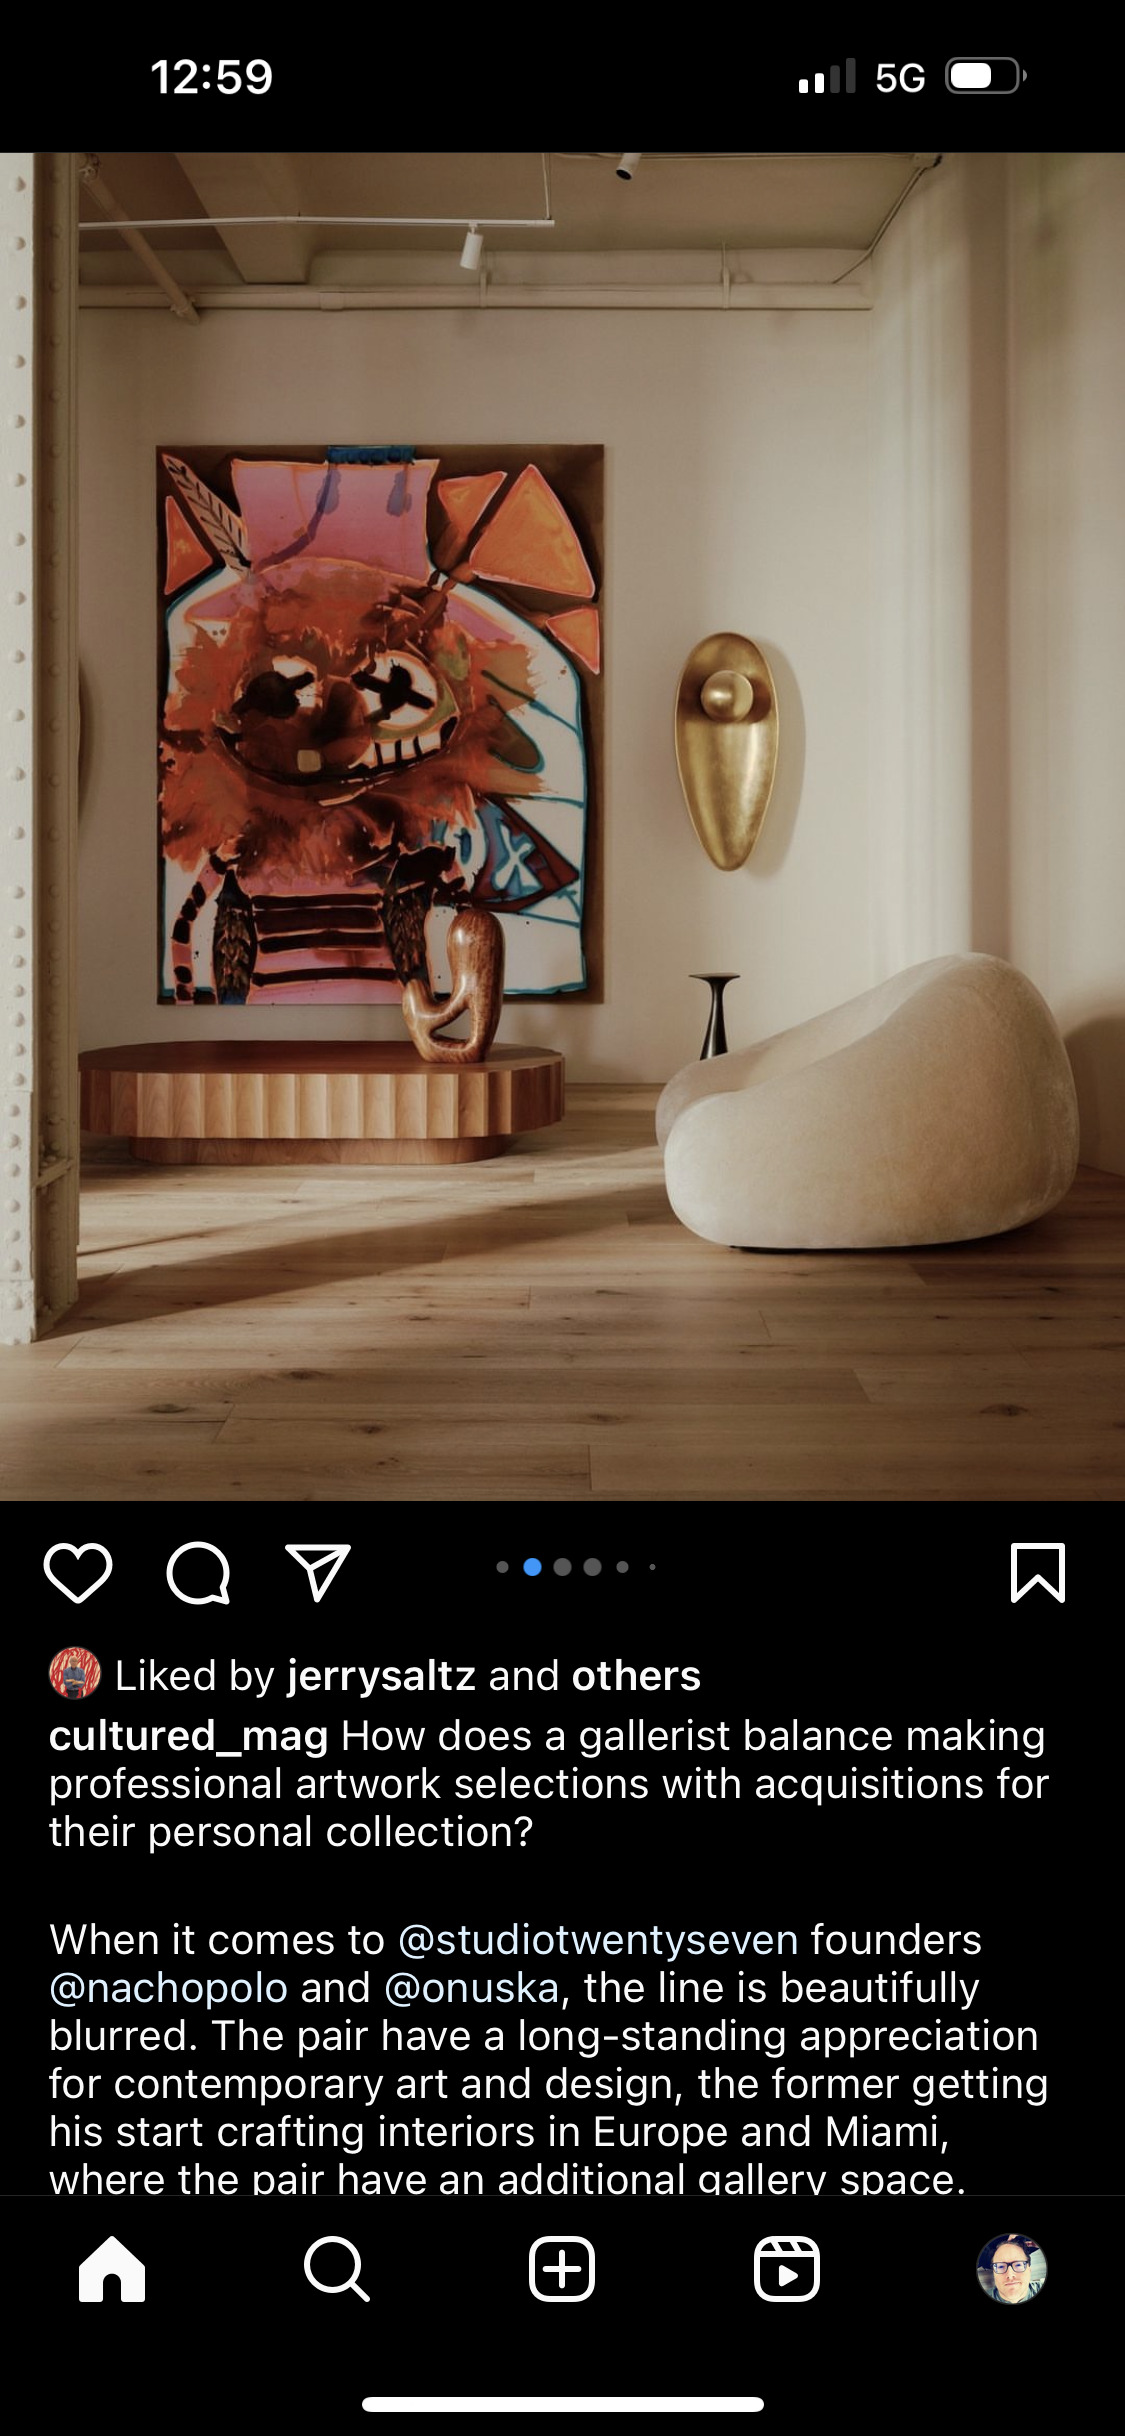 12:59
5G
Liked by jerrysaltz and others
cultured_mag How does a gallerist balance making
professional artwork selections with acquisitions for
their personal collection?
When it comes to @studiotwentyseven founders
@nachopolo and @onuska, the line is beautifully
blurred. The pair have a long-standing appreciation
for contemporary art and design, the former getting
his start crafting interiors in Europe and Miami,
where the pair have an additional gallery space.